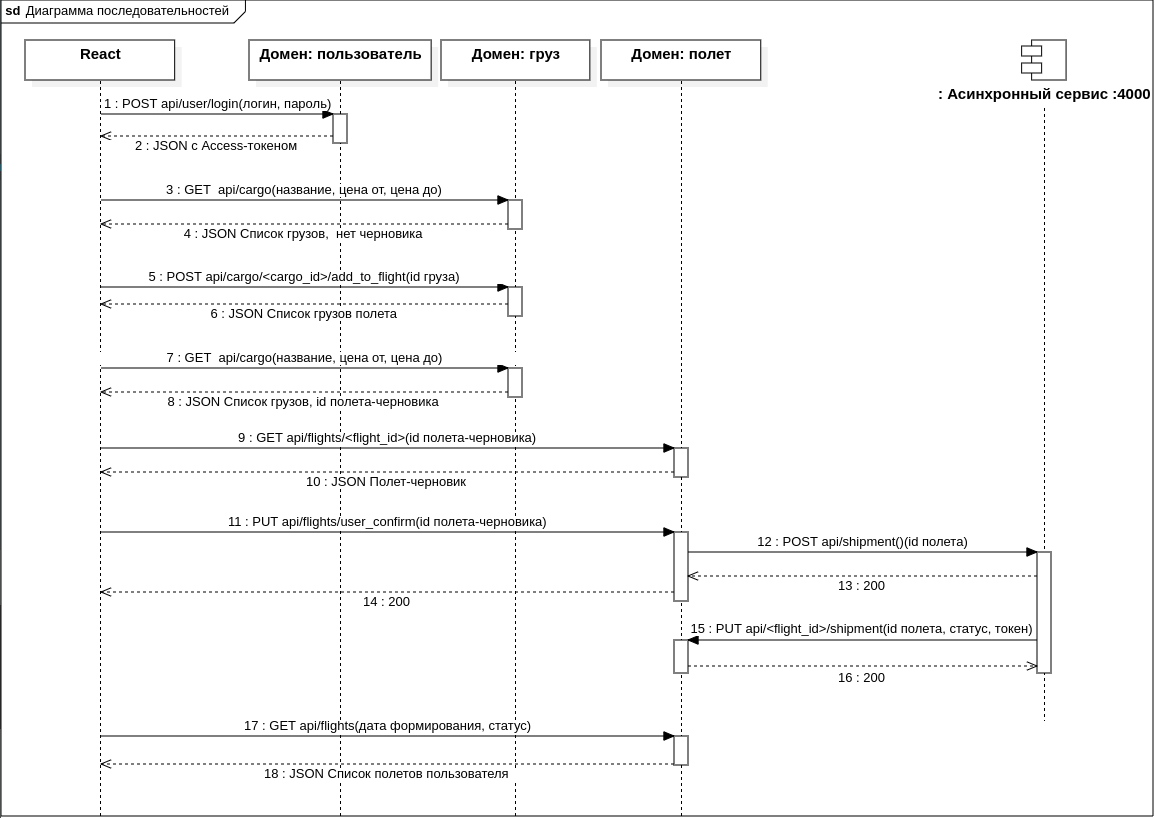 sd Диаграмма последовательностей
React
Домен: пользователь
Домен: груз
Домен: полет
: Асинхронный сервис :4000
1 : POST api/user/login(логин, пароль)
2 : JSON с Access-токеном
3 : GET  api/cargo(название, цена от, цена до)
4 : JSON Список грузов,  нет черновика
5 : POST api/cargo/<cargo_id>/add_to_flight(id груза)
6 : JSON Список грузов полета
7 : GET  api/cargo(название, цена от, цена до)
8 : JSON Список грузов, id полета-черновика
9 : GET api/flights/<flight_id>(id полета-черновика)
10 : JSON Полет-черновик
11 : PUT api/flights/user_confirm(id полета-черновика)
12 : POST api/shipment()(id полета)
13 : 200
14 : 200
15 : PUT api/<flight_id>/shipment(id полета, статус, токен)
16 : 200
17 : GET api/flights(дата формирования, статус)
18 : JSON Список полетов пользователя